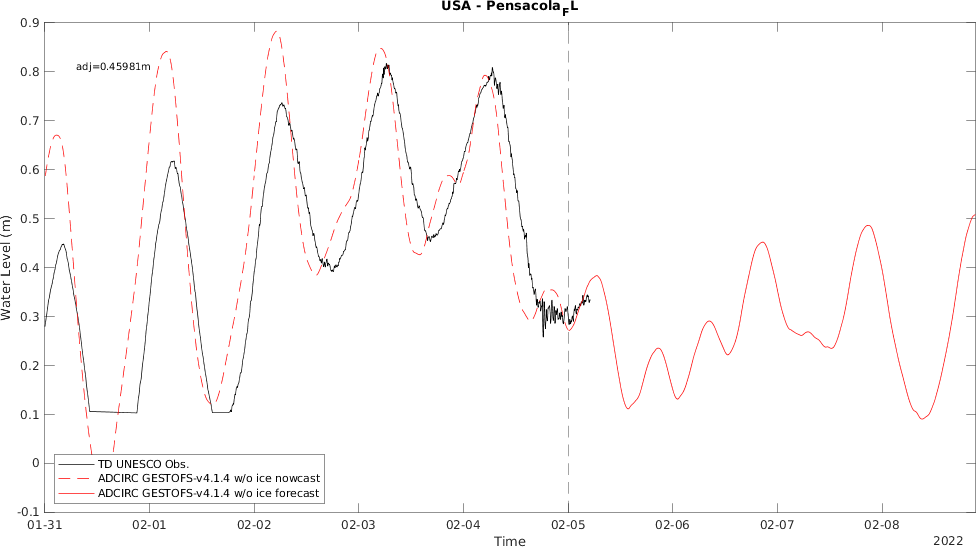 USA - Pensacola_FL
adj=0.45981m
0.9
0.8
0.7
0.6
0.5
0.4
0.3
0.2
0.1
0
-0.1
Water Level (m)
TD UNESCO Obs.
ADCIRC GESTOFS-v4.1.4 w/o ice nowcast
ADCIRC GESTOFS-v4.1.4 w/o ice forecast
01-31 02-01 02-02 02-03 02-04 02-05 02-06 02-07 02-08
Time
2022